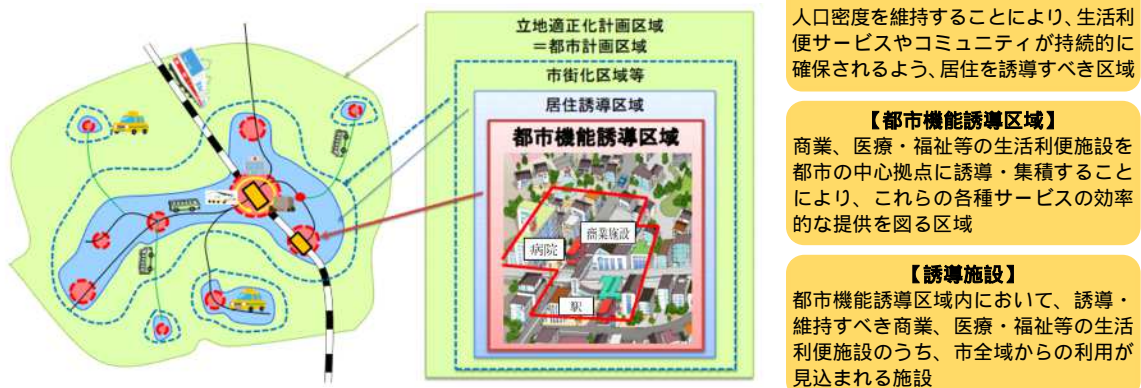 立地適正化計画区域
＝都市計画区域
市街化区域等
居住誘導区域
都市機能誘導区域
病院
商業施設
駅
人口密度を維持することにより、生活利
便サービスやコミュニティが持続的に
確保されるよう、居住を誘導すべき区域
【都市機能誘導区域】
商業、医療・福祉等の生活利便施設を
都市の中心拠点に誘導・集積すること
により、これらの各種サービスの効率
的な提供を図る区域
【誘導施設】
都市機能誘導区域内において、誘導・
維持すべき商業、医療・福祉等の生活
利便施設のうち、市全域からの利用が
見込まれる施設